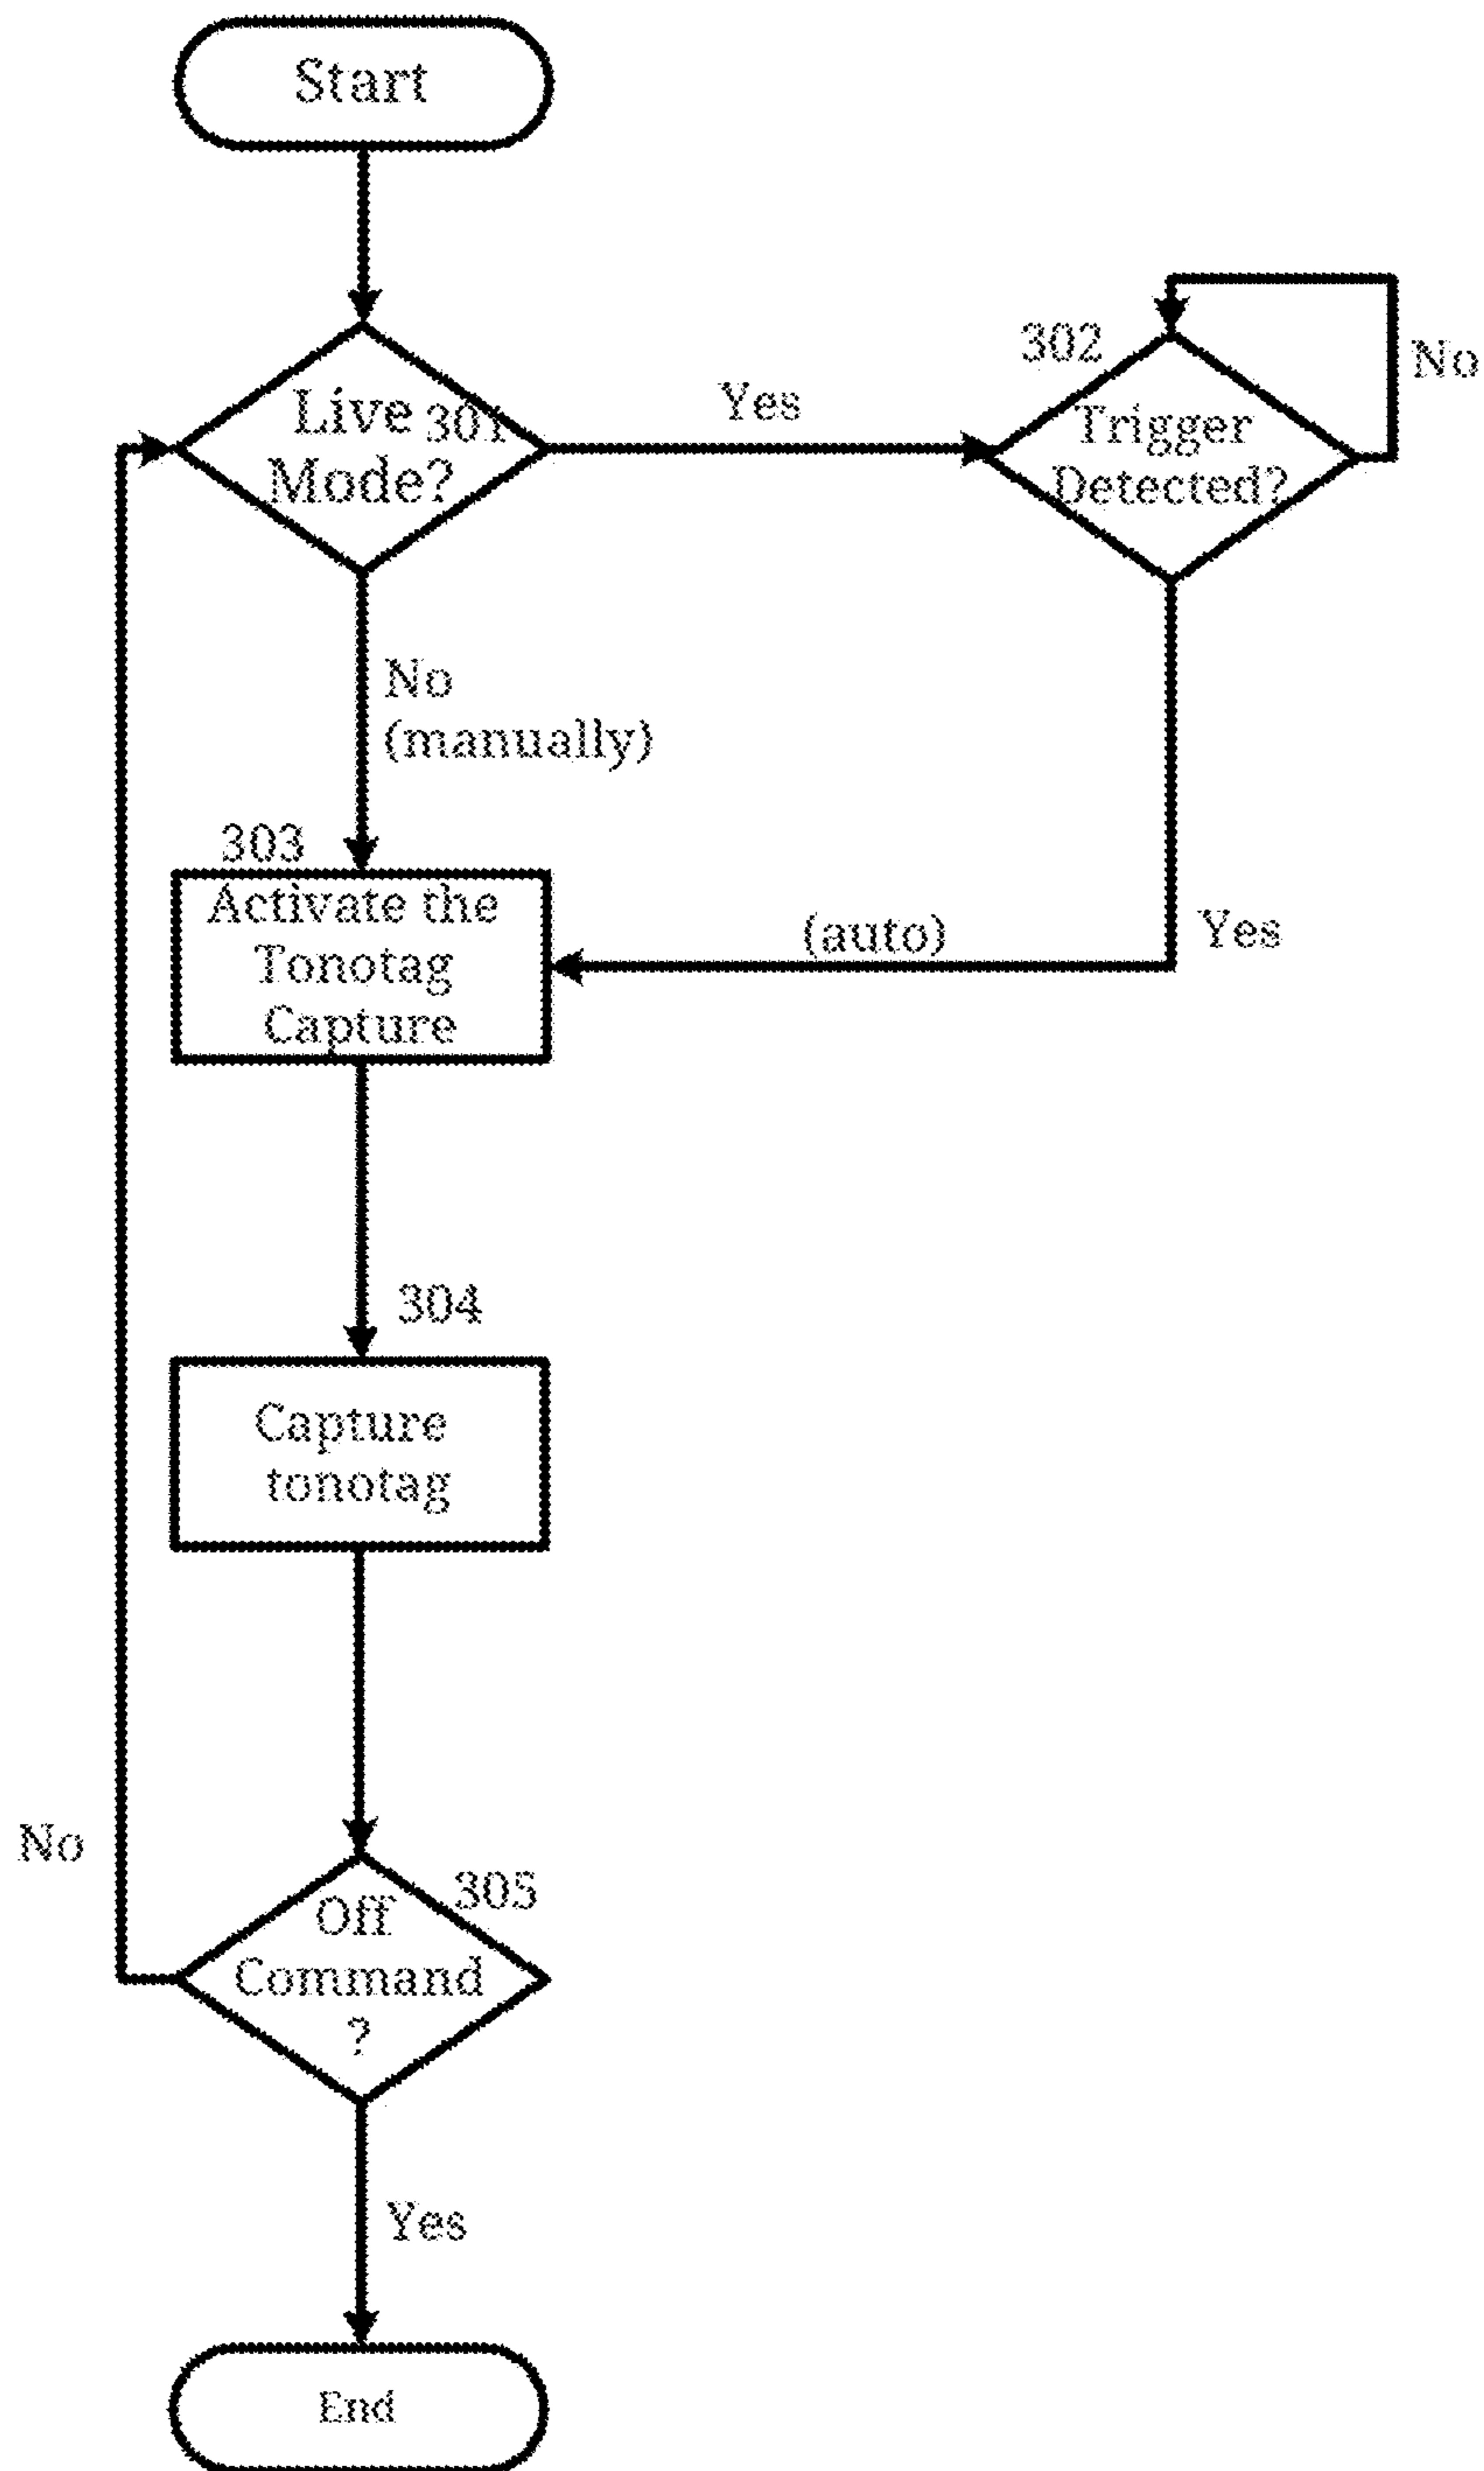 Start
302
No
Live 301
Mode?
Yes
Trigger
Detected?
No
(manually)
303
Activate the
Tonotag
Capture
(auto)
Yes
304
Capture
tonotag
No
305
Off
Command
?
Yes
End